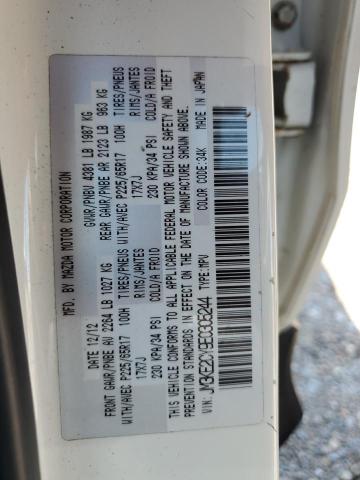 MFD. BY MAZDA MOTOR CORPORATION
DATE: 12/12 GVWR/PNBV 4381 LB 1987 KG
GAWR/PNBE AV 2264 LB 1027 KG REAR GAWR/PNBE AR 2123 LB 963 KG
WITH/AVEC P225/65R17 100H TIRES/PNEUS WITH/AVEC P225/65R17 100H TIRES/PNEUS
17X7J RIMS/JANTES 17X7J RIMS/JANTES
230 KPA/34 PSI COLD/A FROID 230 KPA/34 PSI COLD/A FROID
THIS VEHICLE CONFORMS TO ALL APPLICABLE FEDERAL MOTOR VEHICLE SAFETY AND THEFT
PREVENTION STANDARDS IN EFFECT ON THE DATE OF MANUFACTURE SHOWN ABOVE.
TYPE:MPV COLOR CODE:34K MADE IN JAPAN